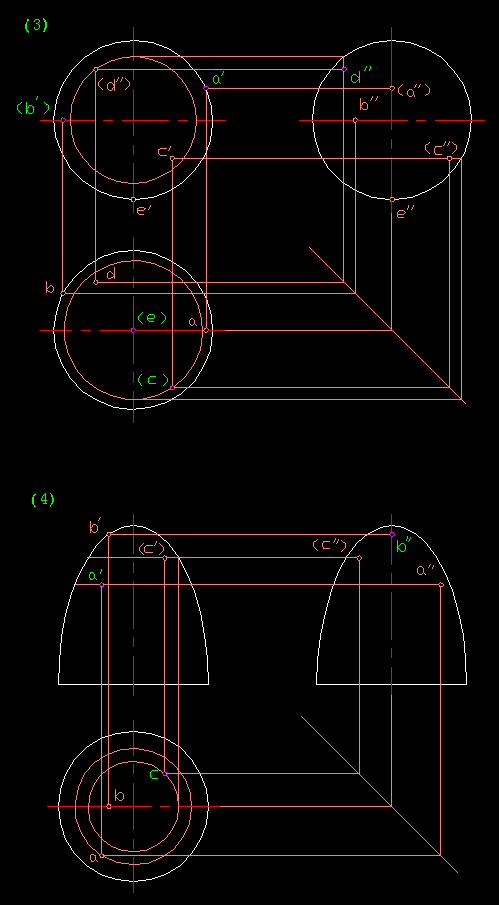 (3)
(d'')
a'
d''
(a'')
(b')
b''
c'
(c'')
e'
e''
d
b
(e)
a
(c)
(4)
b'
(c')
(c'')
b''
a'
a''
c
b
a